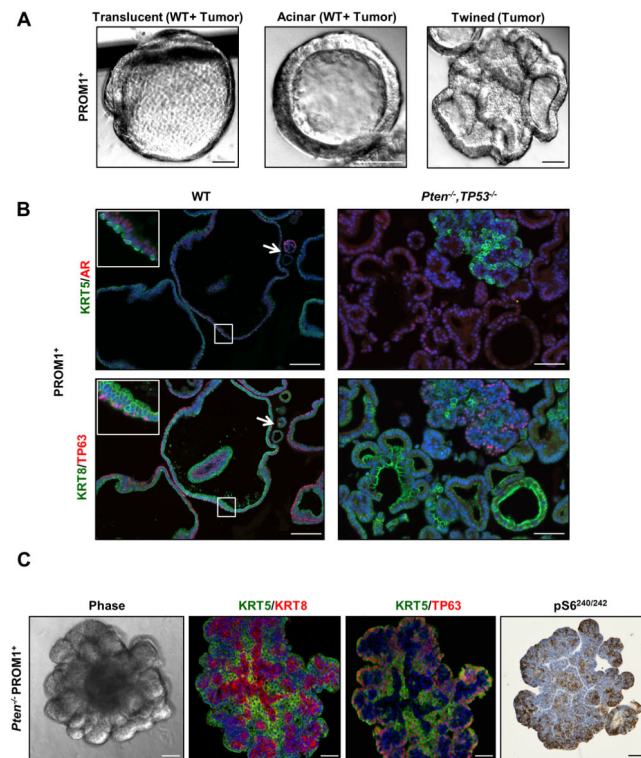 A
Translucent (WT+ Tumor)
Acinar (WT+ Tumor)
Twined (Tumor)
PROM1+
B
WT
Pten-/-,TP53-/-
KRT5/AR
PROM1+
KRT8/TP63
C
Phase
KRT5/KRT8
KRT5/TP63
pS6240/242
Pten-/- PROM1+